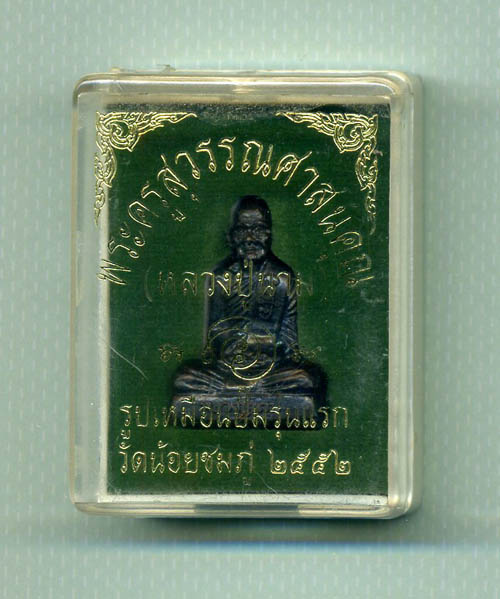 พระครูสุวรรณศาสนคุณ
(หลวงปู่นาม)
รูปเหมือนปั๊มรุ่นแรก
วัดน้อยชมภู่ ๒๕๕๒